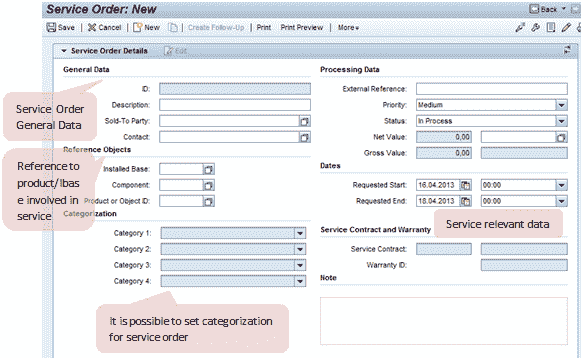 Service Order: New
Back
Save Cancel New Create Follow-Up Print Print Preview More
Service Order Details Edit
General Data
ID:
Description:
Sold-To Party:
Contact:
Reference Objects
Installed Base:
Component:
Product or Object ID:
Categorization
Category 1:
Category 2:
Category 3:
Category 4:
Processing Data
External Reference:
Priority: Medium
Status: In Process
Net Value: 0,00
Gross Value: 0,00
Dates
Requested Start: 16.04.2013 00:00
Requested End: 16.04.2013 00:00
Service Contract and Warranty
Service Contract:
Warranty ID:
Note
Service Order
General Data
Reference to
product/Ibas
e involved in
service
Service relevant data
It is possible to set categorization
for service order